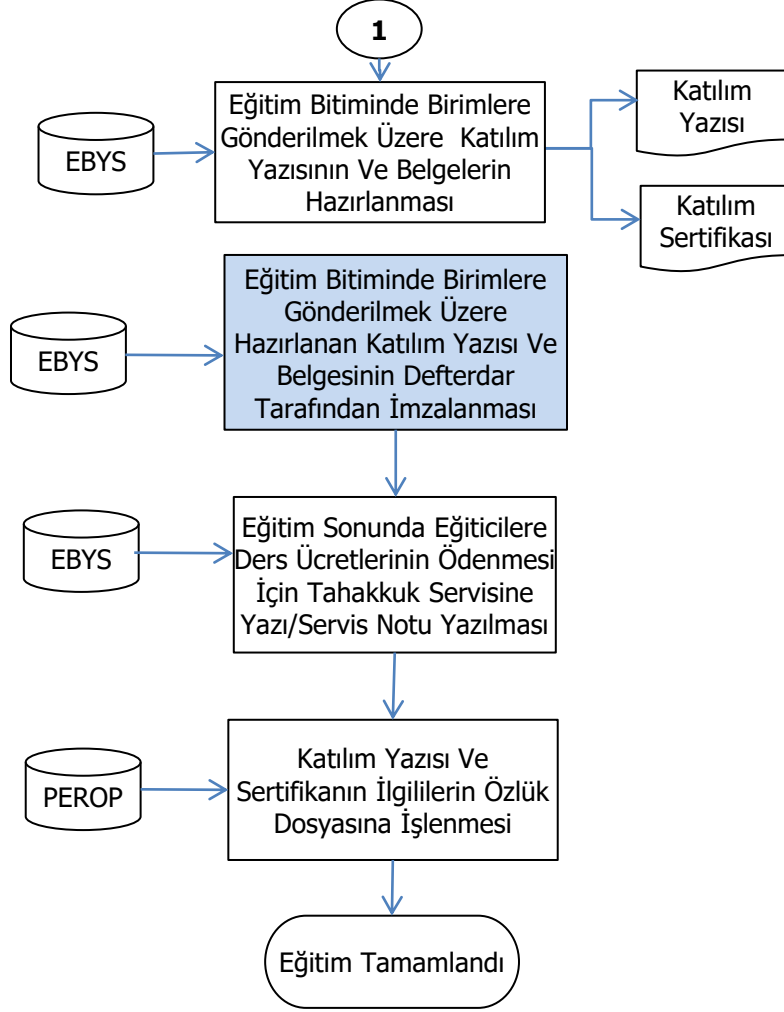 1
EBYS
Eğitim Bitiminde Birimlere
Gönderilmek Üzere  Katılım
Yazısının Ve Belgelerin
Hazırlanması
Katılım
Yazısı
Katılım
Sertifikası
EBYS
Eğitim Bitiminde Birimlere
Gönderilmek Üzere
Hazırlanan Katılım Yazısı Ve
Belgesinin Defterdar
Tarafından İmzalanması
EBYS
Eğitim Sonunda Eğiticilere
Ders Ücretlerinin Ödenmesi
İçin Tahakkuk Servisine
Yazı/Servis Notu Yazılması
PEROP
Katılım Yazısı Ve
Sertifikanın İlgililerin Özlük
Dosyasına İşlenmesi
Eğitim Tamamlandı